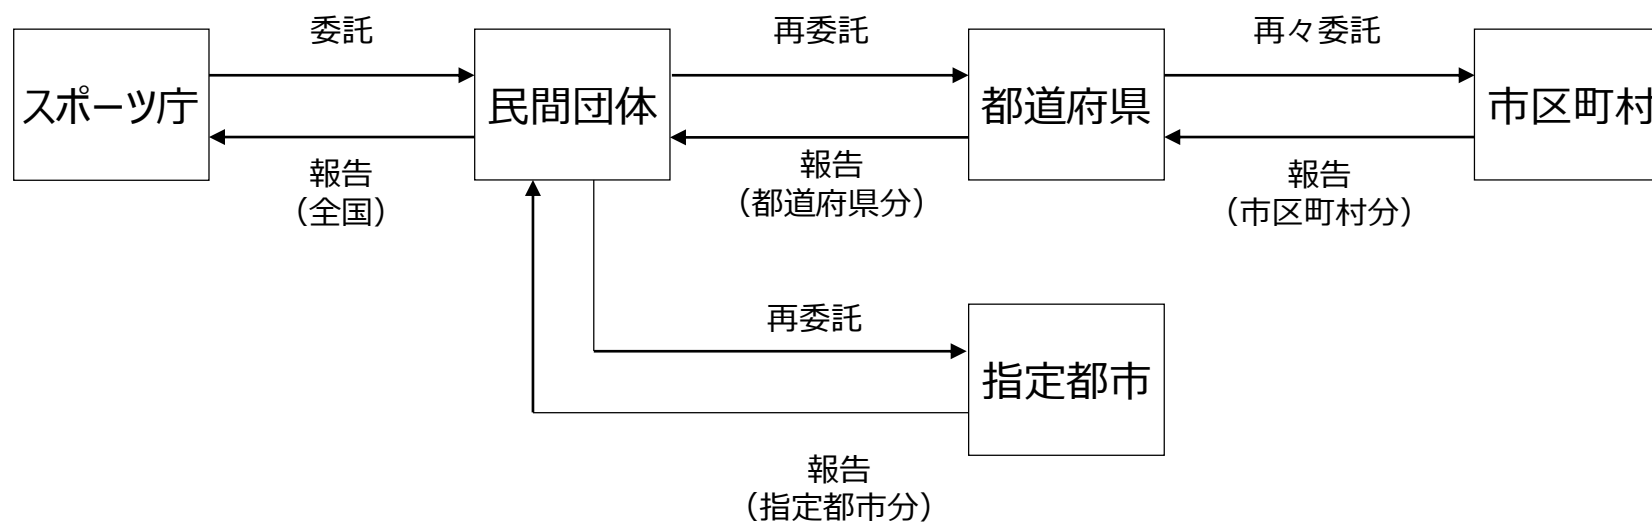 委託
再委託
再々委託
スポーツ庁
民間団体
都道府県
市区町村
報告
（全国）
報告
（都道府県分）
報告
（市区町村分）
再委託
指定都市
報告
（指定都市分）